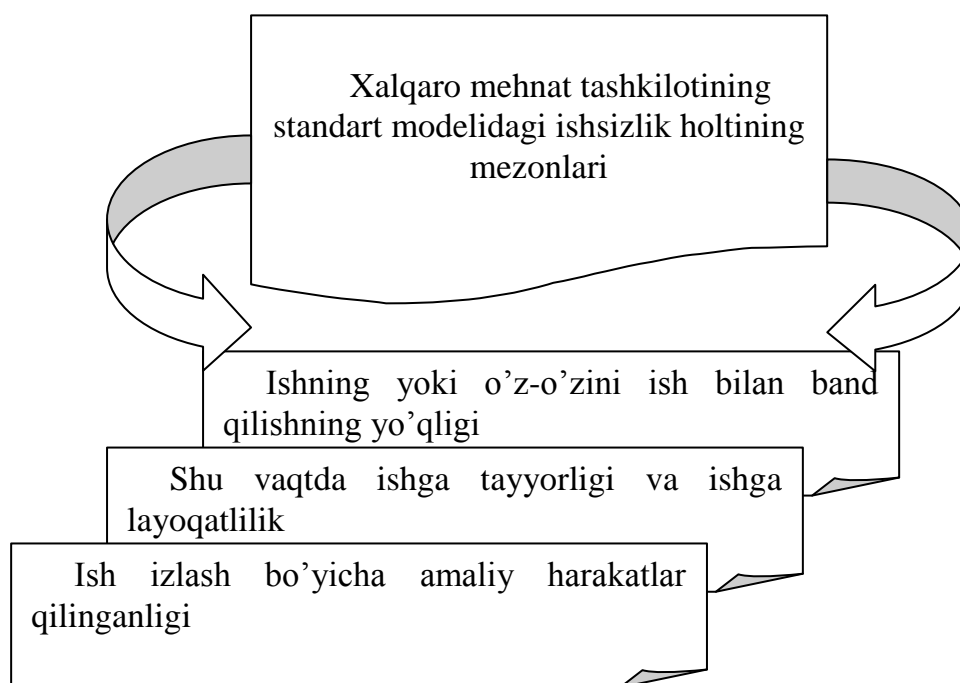 Xalqaro mehnat tashkilotining
standart modelidagi ishsizlik holtining
mezonlari
Ishning yoki o’z-o’zini ish bilan band
qilishning yo’qligi
Shu vaqtda ishga tayyorligi va ishga
layoqatlilik
Ish izlash bo’yicha amaliy harakatlar
qilinganligi